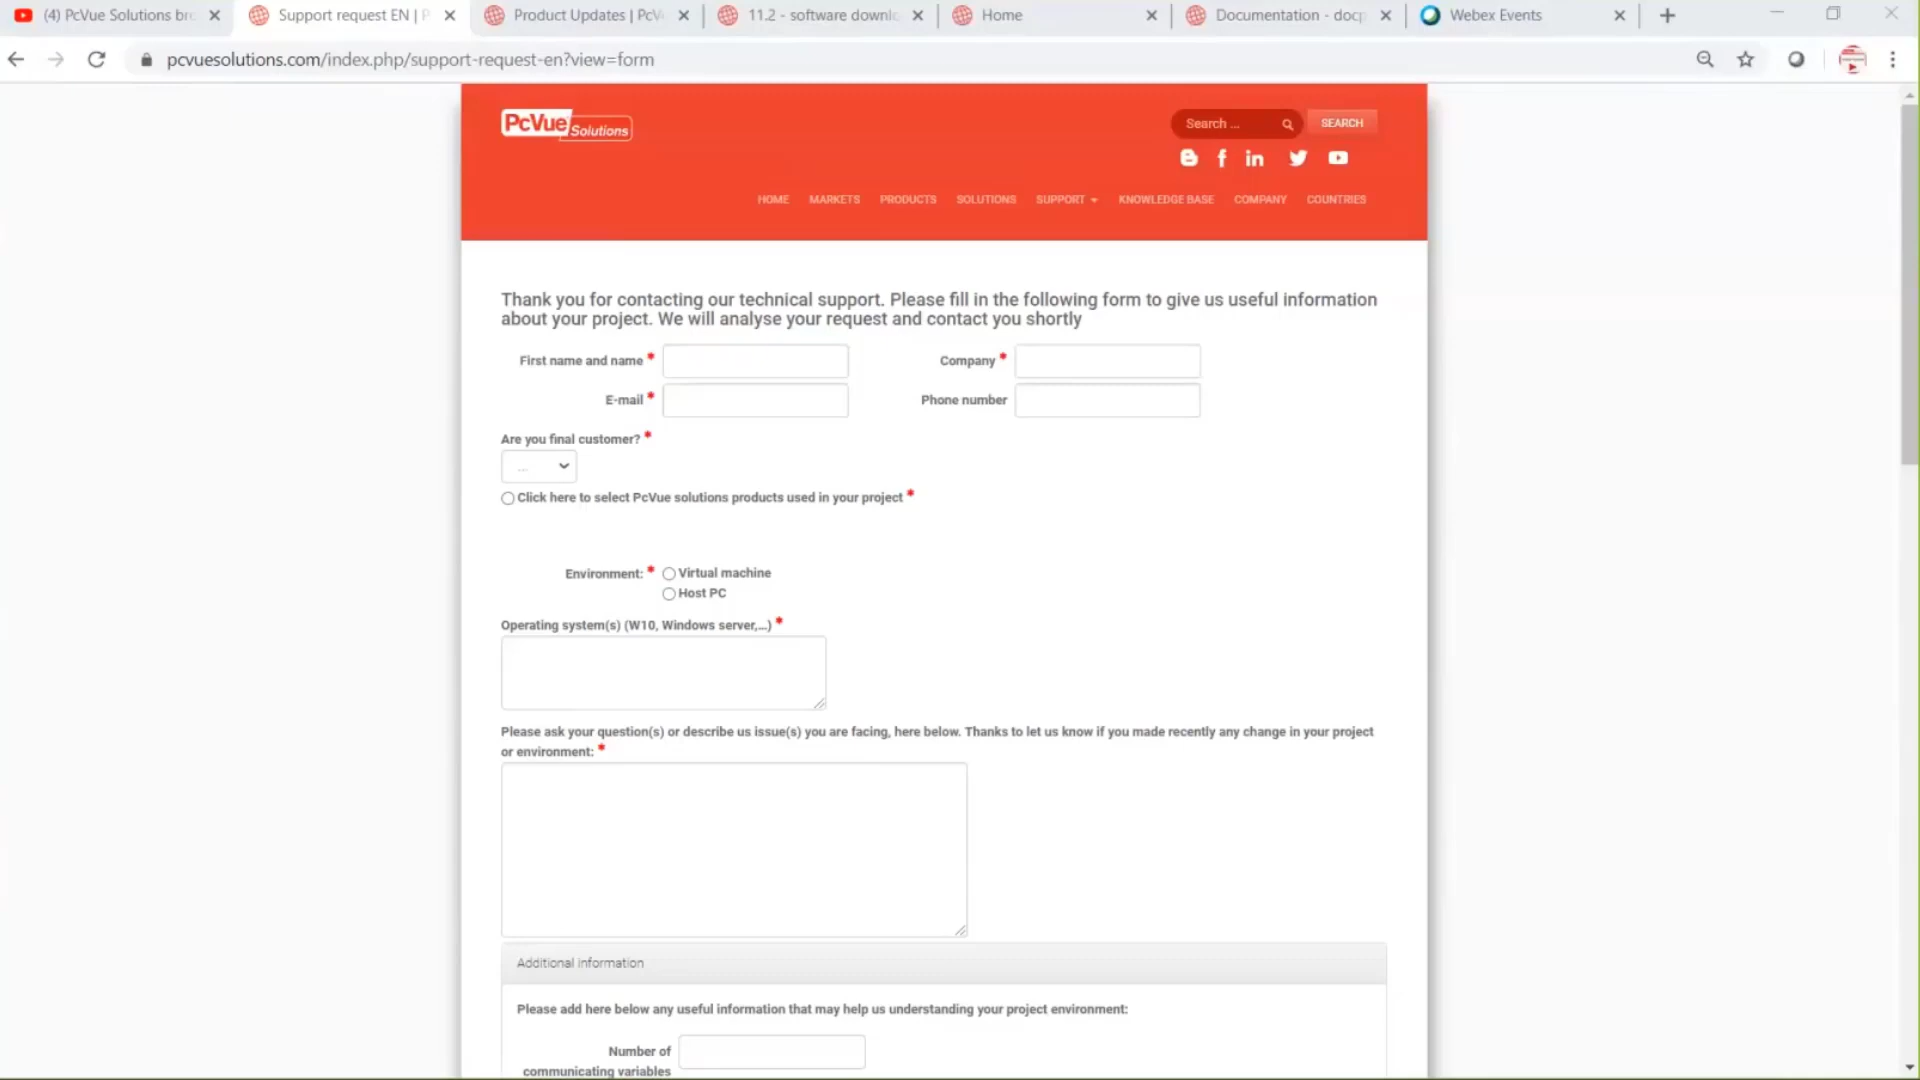 (4) PcVue Solutions br
Support request EN | P
Product Updates | PcV
11.2 - software downl
Home
Documentation - docp
Webex Events
pcvuesolutions.com/index.php/support-request-en?view=form
PcVue Solutions
Search ...
SEARCH
HOME MARKETS PRODUCTS SOLUTIONS SUPPORT KNOWLEDGE BASE COMPANY COUNTRIES
Thank you for contacting our technical support. Please fill in the following form to give us useful information
about your project. We will analyse your request and contact you shortly
First name and name *
Company *
E-mail *
Phone number
Are you final customer? *
...
Click here to select PcVue solutions products used in your project *
Environment: * Virtual machine
Host PC
Operating system(s) (W10, Windows server,...) *
Please ask your question(s) or describe us issue(s) you are facing, here below. Thanks to let us know if you made recently any change in your project
or environment: *
Additional information
Please add here below any useful information that may help us understanding your project environment:
Number of
communicating variables